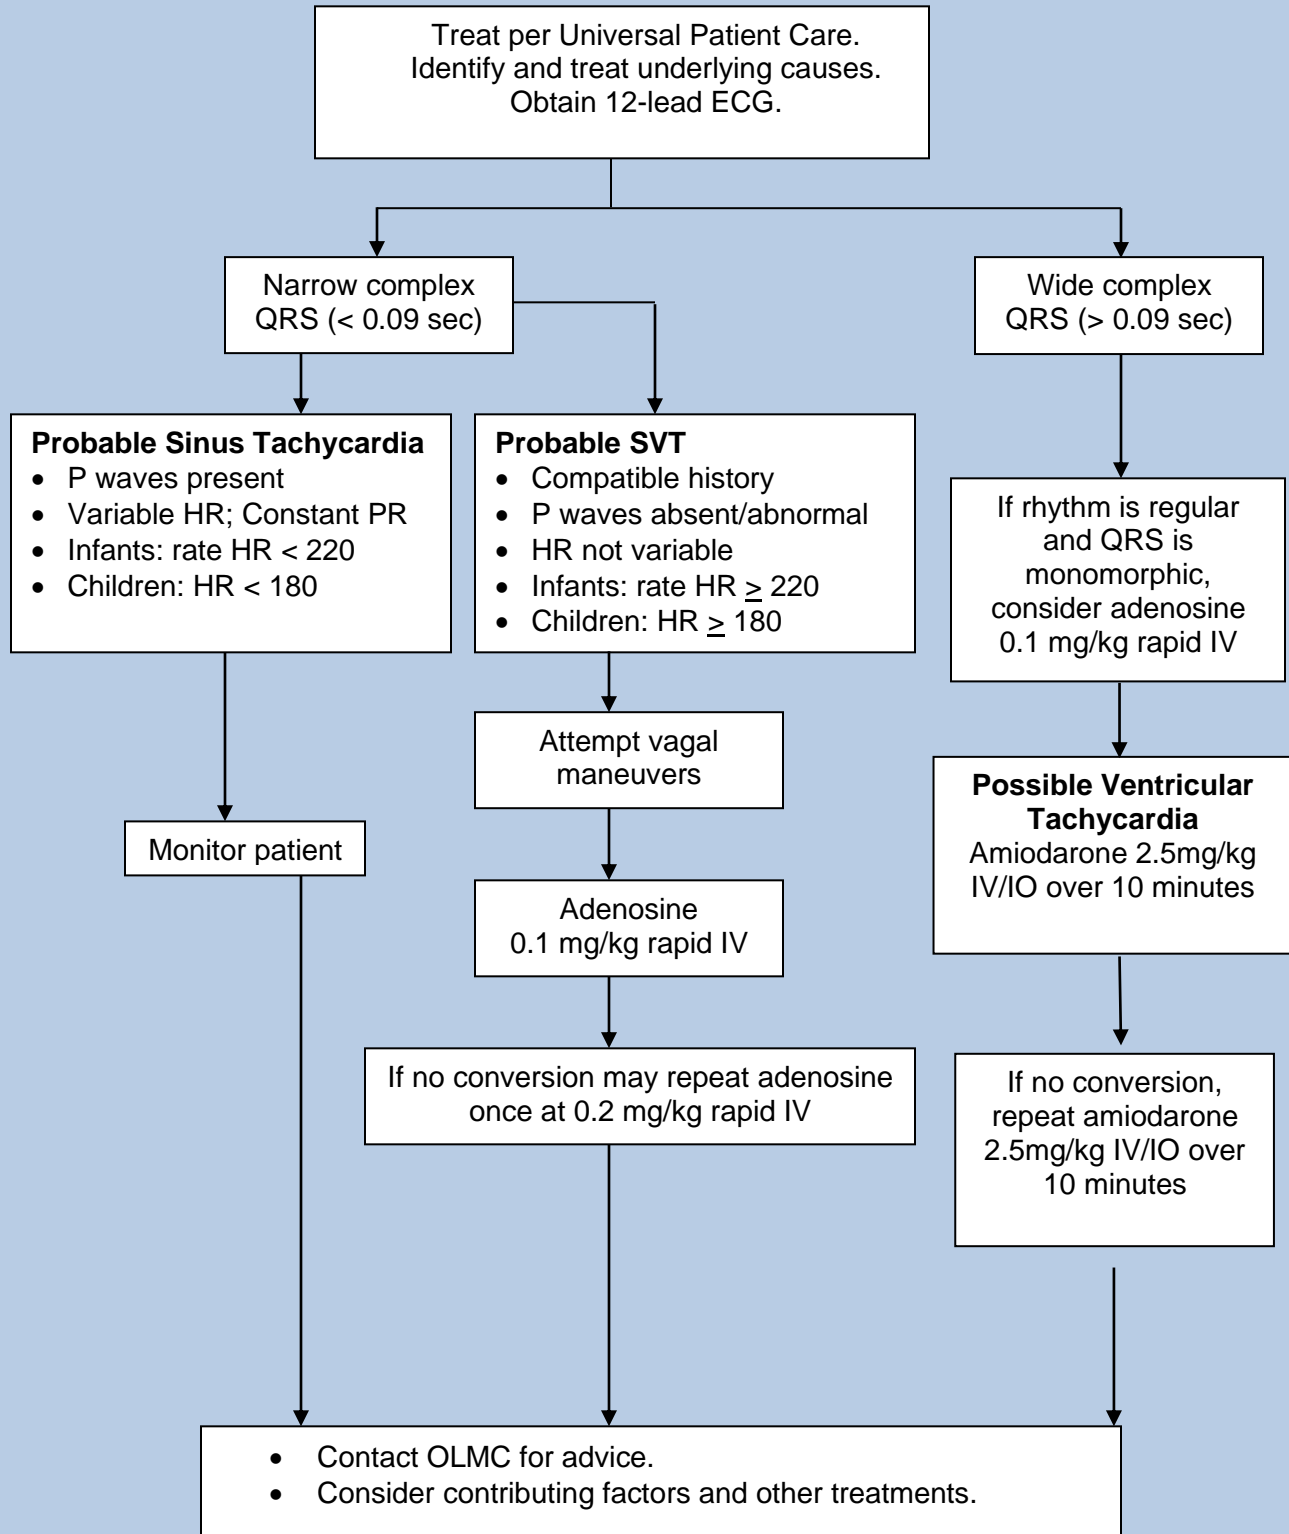 Treat per Universal Patient Care.
Identify and treat underlying causes.
Obtain 12-lead ECG.
Narrow complex
QRS (< 0.09 sec)
Wide complex
QRS (> 0.09 sec)
Probable Sinus Tachycardia
• P waves present
• Variable HR; Constant PR
• Infants: rate HR < 220
• Children: HR < 180
Probable SVT
• Compatible history
• P waves absent/abnormal
• HR not variable
• Infants: rate HR ≥ 220
• Children: HR ≥ 180
If rhythm is regular
and QRS is
monomorphic,
consider adenosine
0.1 mg/kg rapid IV
Attempt vagal
maneuvers
Possible Ventricular
Tachycardia
Amiodarone 2.5mg/kg
IV/IO over 10 minutes
Monitor patient
Adenosine
0.1 mg/kg rapid IV
If no conversion may repeat adenosine
once at 0.2 mg/kg rapid IV
If no conversion,
repeat amiodarone
2.5mg/kg IV/IO over
10 minutes
• Contact OLMC for advice.
• Consider contributing factors and other treatments.